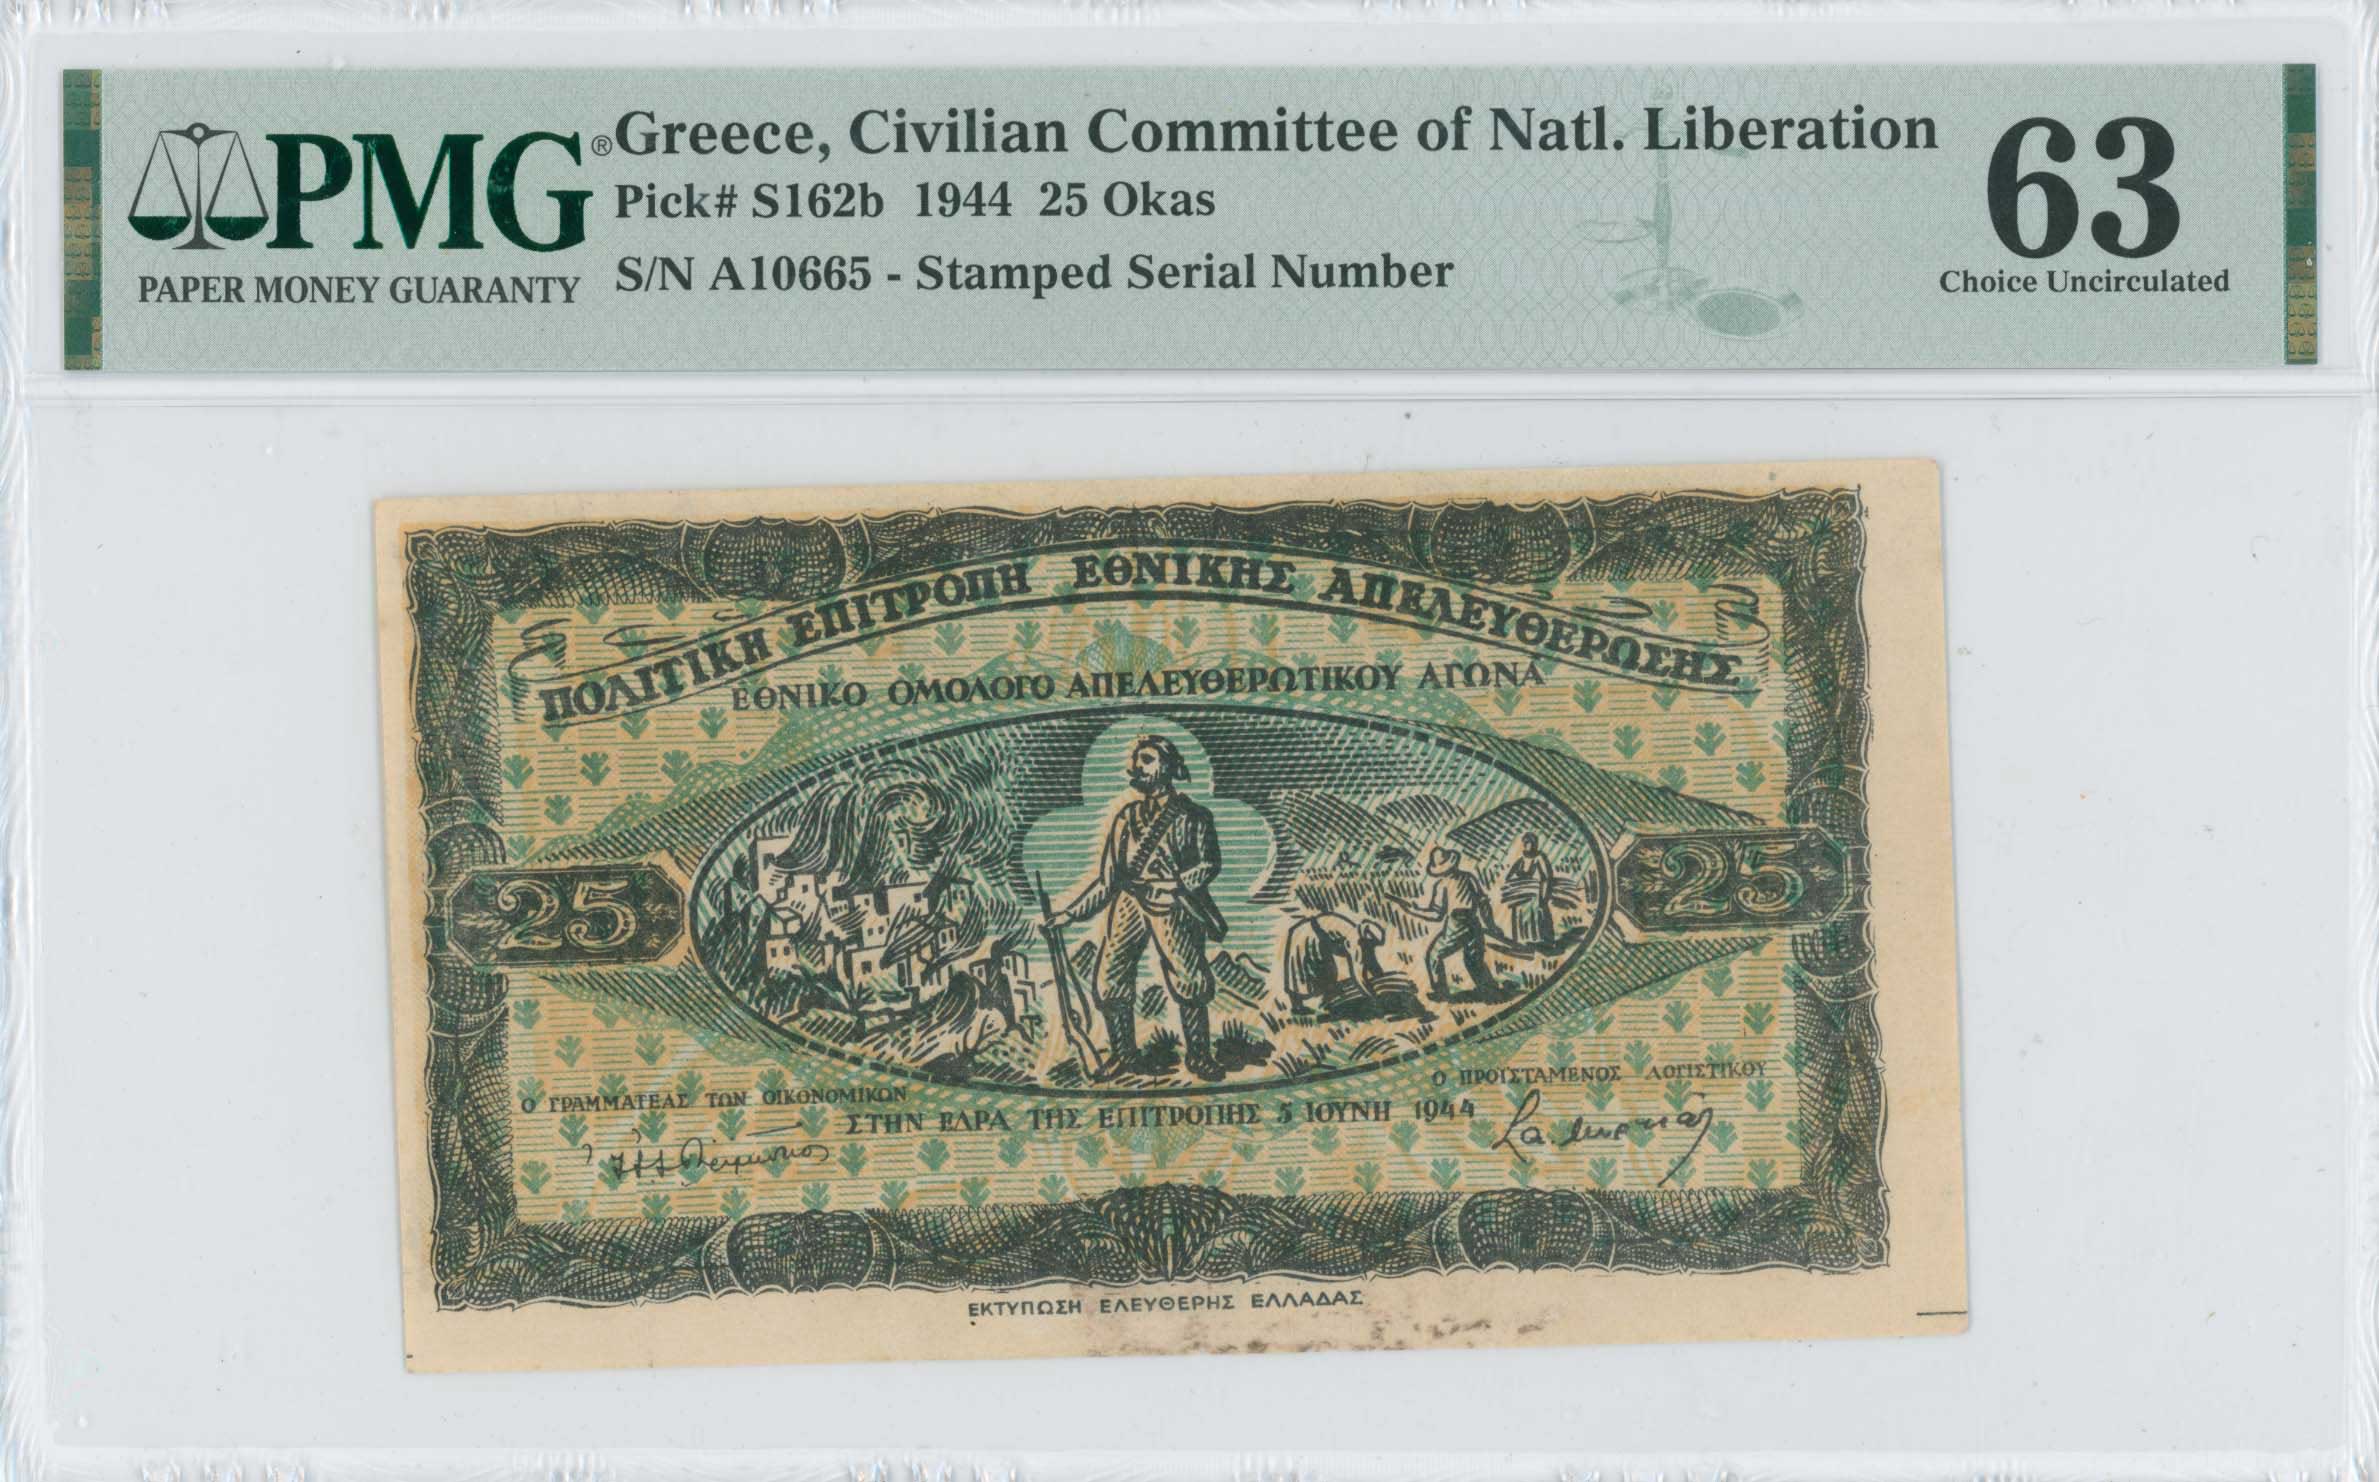 PMG® Greece, Civilian Committee of Natl. Liberation 63
PAPER MONEY GUARANTY Pick# S162b 1944 25 Okas
S/N A10665 - Stamped Serial Number Choice Uncirculated
ΠΟΛΙΤΙΚΗ ΕΠΙΤΡΟΠΗ ΕΘΝΙΚΗΣ ΑΠΕΛΕΥΘΕΡΩΣΗΣ
ΕΘΝΙΚΟ ΟΜΟΛΟΓΟ ΑΠΕΛΕΥΘΕΡΩΤΙΚΟΥ ΑΓΩΝΑ
25 25
Ο ΓΡΑΜΜΑΤΕΑΣ ΤΩΝ ΟΙΚΟΝΟΜΙΚΩΝ Ο ΠΡΟΪΣΤΑΜΕΝΟΣ ΛΟΓΙΣΤΙΚΟΥ
ΣΤΗΝ ΕΔΡΑ ΤΗΣ ΕΠΙΤΡΟΠΗΣ 5 ΙΟΥΝΗ 1944
ΕΚΤΥΠΩΣΗ ΕΛΕΥΘΕΡΗΣ ΕΛΛΑΔΑΣ